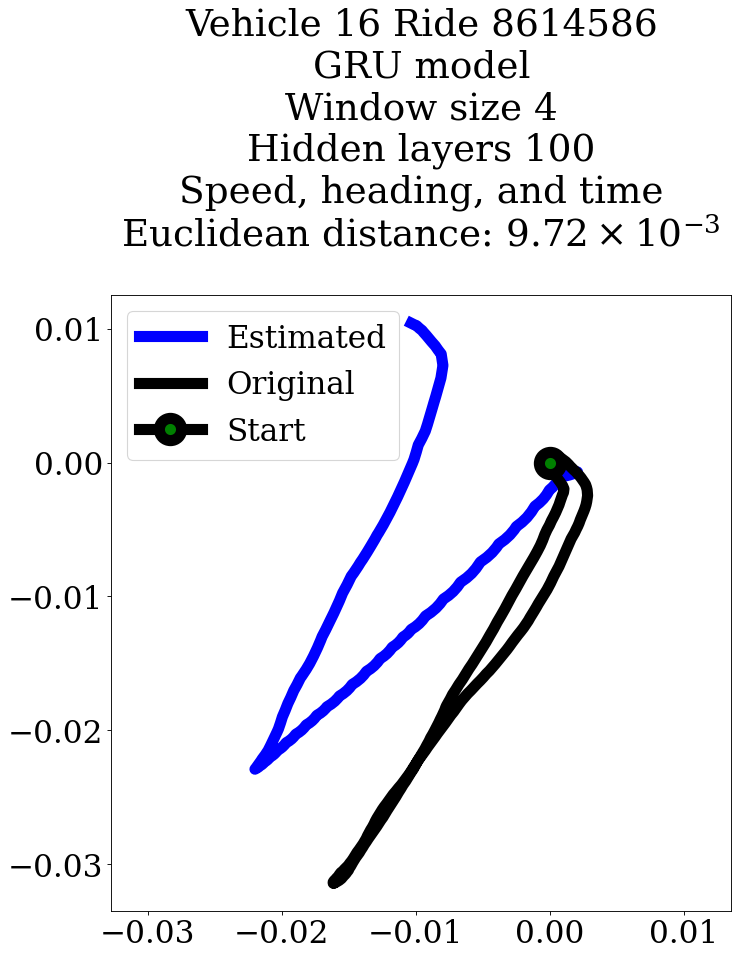 Vehicle 16 Ride 8614586
GRU model
Window size 4
Hidden layers 100
Speed, heading, and time
Euclidean distance: 9.72 × 10⁻³
Estimated
Original
Start
0.01
0.00
−0.01
−0.02
−0.03
−0.03 −0.02 −0.01 0.00 0.01